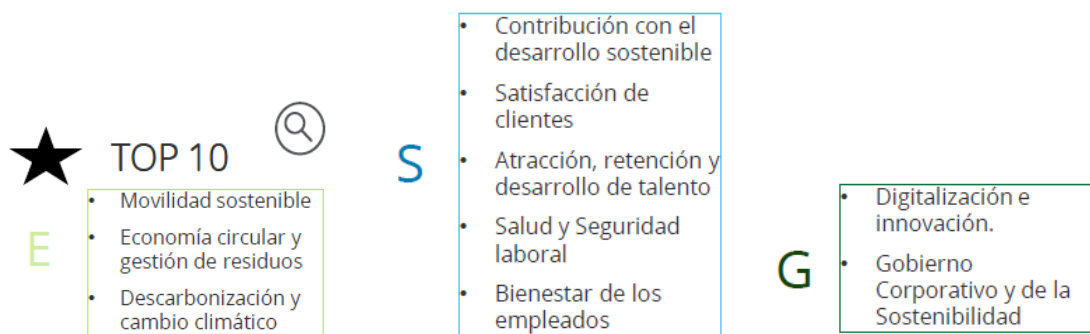 TOP 10
E
Movilidad sostenible
Economía circular y
gestión de residuos
Descarbonización y
cambio climático
S
Contribución con el
desarrollo sostenible
Satisfacción de
clientes
Atracción, retención y
desarrollo de talento
Salud y Seguridad
laboral
Bienestar de los
empleados
G
Digitalización e
innovación.
Gobierno
Corporativo y de la
Sostenibilidad